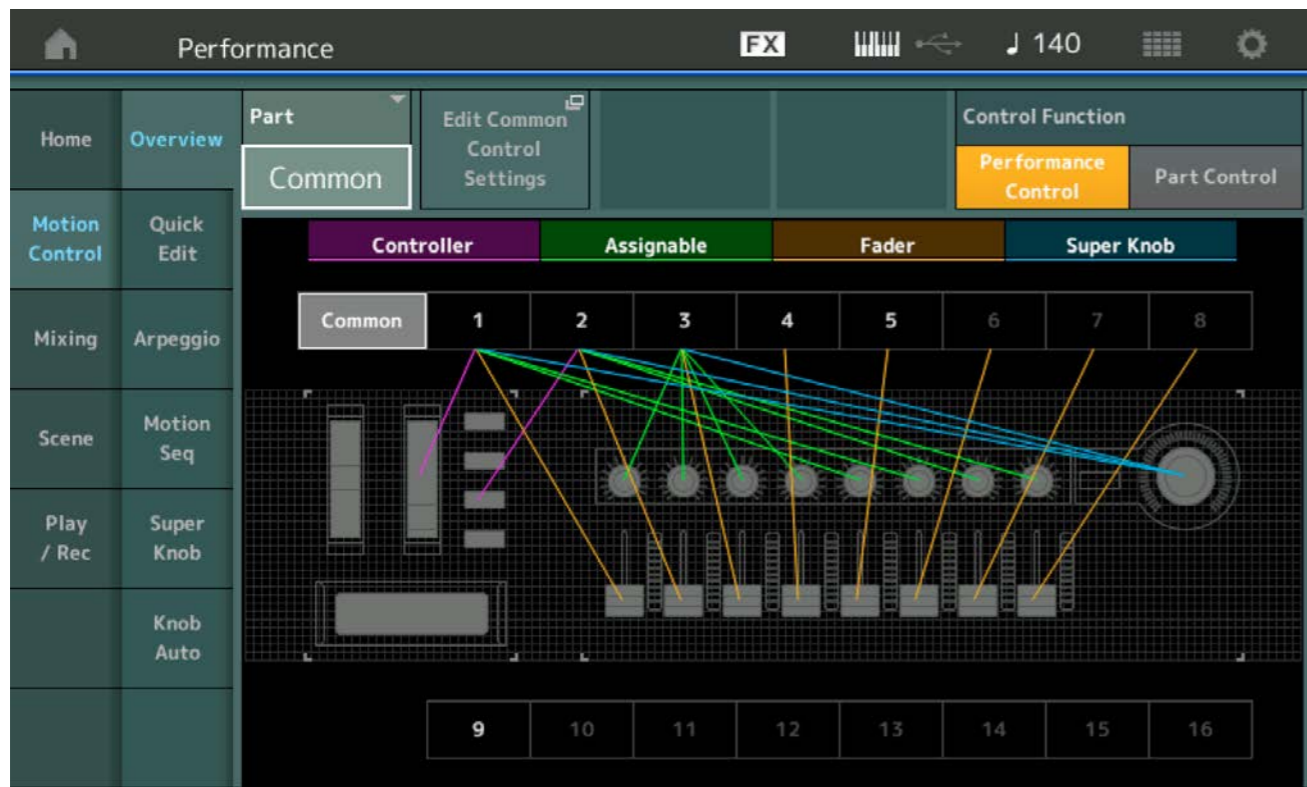 Performance
FX
♩ 140
Home
Overview
Part
Common
Edit Common
Control
Settings
Control Function
Performance
Control
Part Control
Motion
Control
Quick
Edit
Controller
Assignable
Fader
Super Knob
Common 1 2 3 4 5 6 7 8
Mixing
Arpeggio
Scene
Motion
Seq
Play
/ Rec
Super
Knob
Knob
Auto
9 10 11 12 13 14 15 16